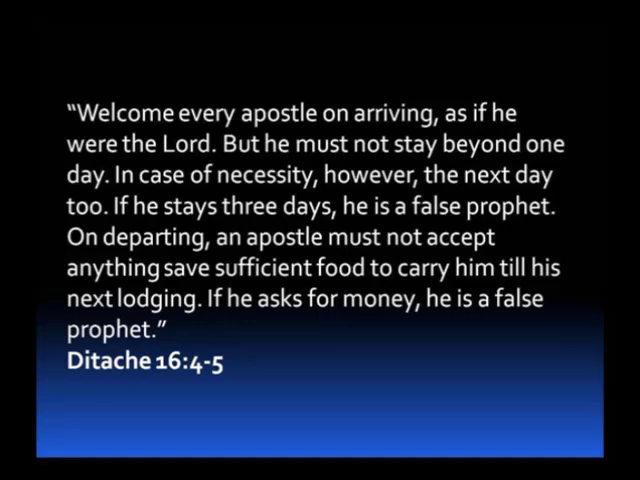 “Welcome every apostle on arriving, as if he
were the Lord. But he must not stay beyond one
day. In case of necessity, however, the next day
too. If he stays three days, he is a false prophet.
On departing, an apostle must not accept
anything save sufficient food to carry him till his
next lodging. If he asks for money, he is a false
prophet.”
Ditache 16:4-5